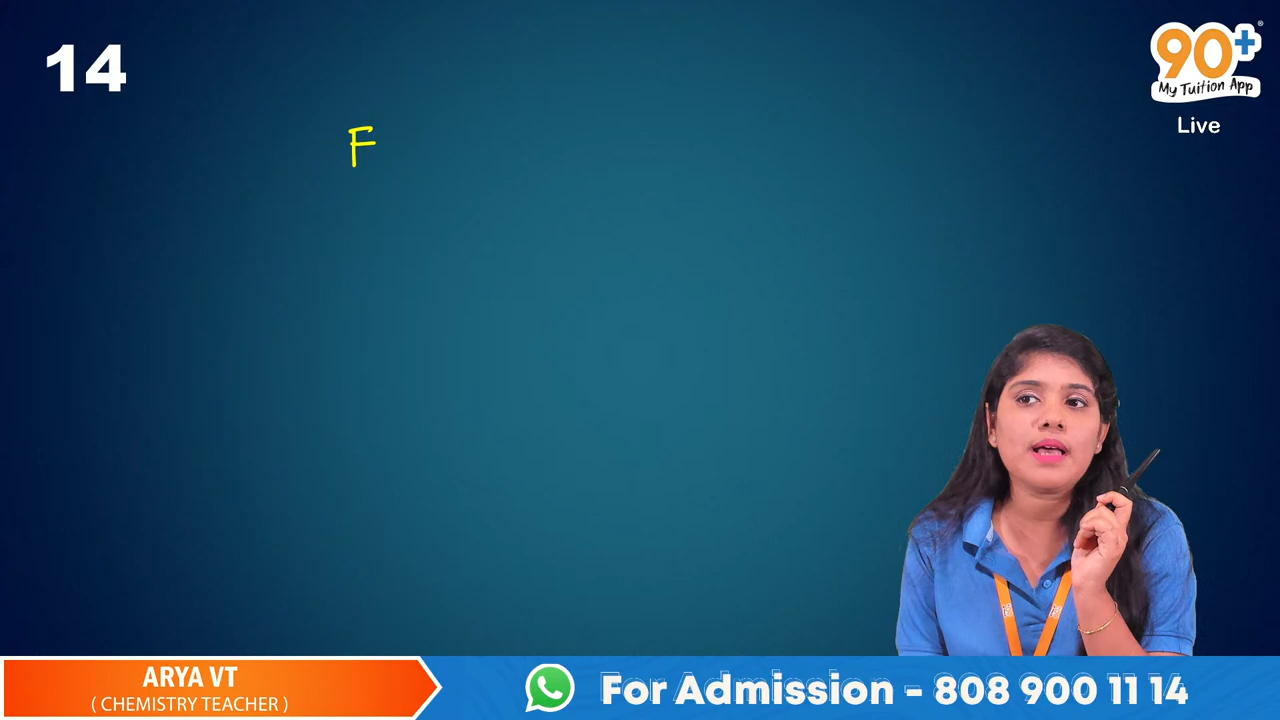 14
F
90+
My Tuition App
Live
ARYA VT
( CHEMISTRY TEACHER )
For Admission - 808 900 11 14